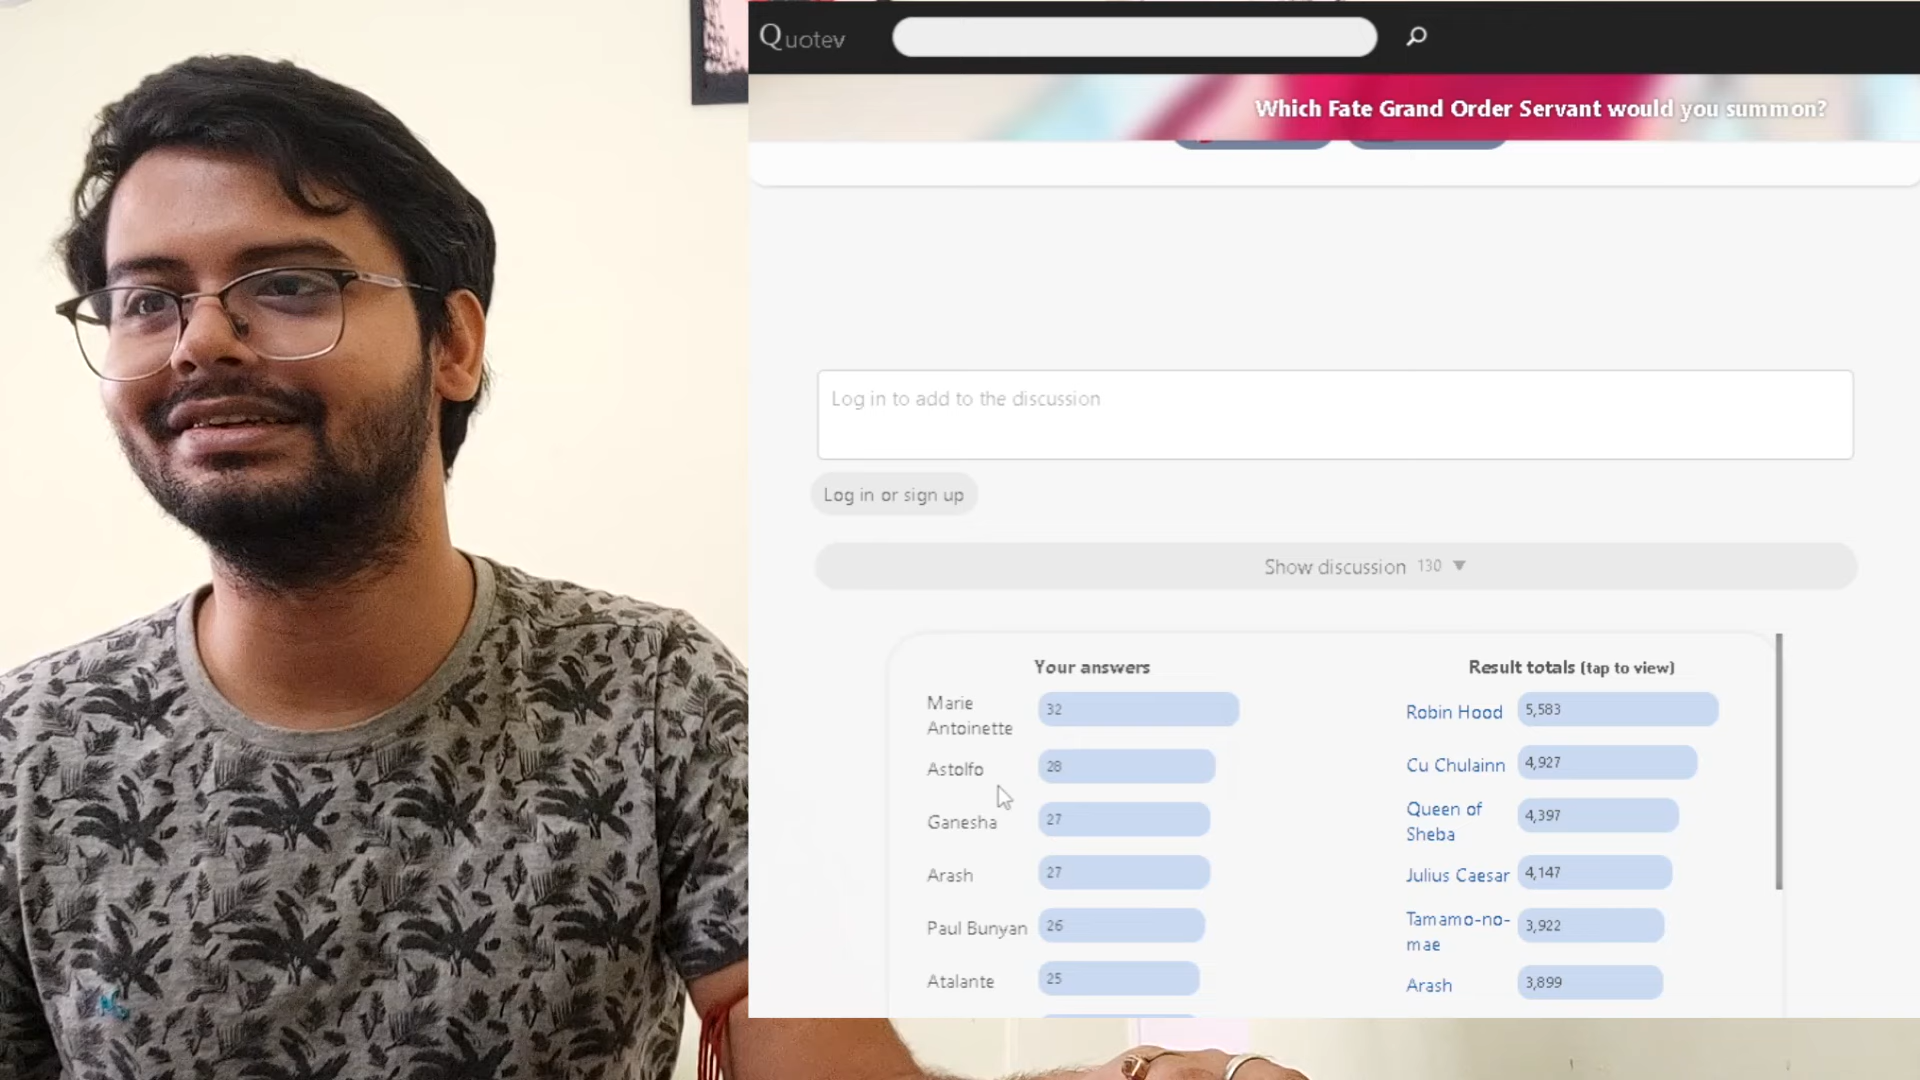 Quotev
Which Fate Grand Order Servant would you summon?
Log in to add to the discussion
Log in or sign up
Show discussion 130 ▼
Your answers
Marie Antoinette 32
Astolfo 28
Ganesha 27
Arash 27
Paul Bunyan 26
Atalante 25
Result totals (tap to view)
Robin Hood 5,583
Cu Chulainn 4,927
Queen of Sheba 4,397
Julius Caesar 4,147
Tamamo-no-mae 3,922
Arash 3,899